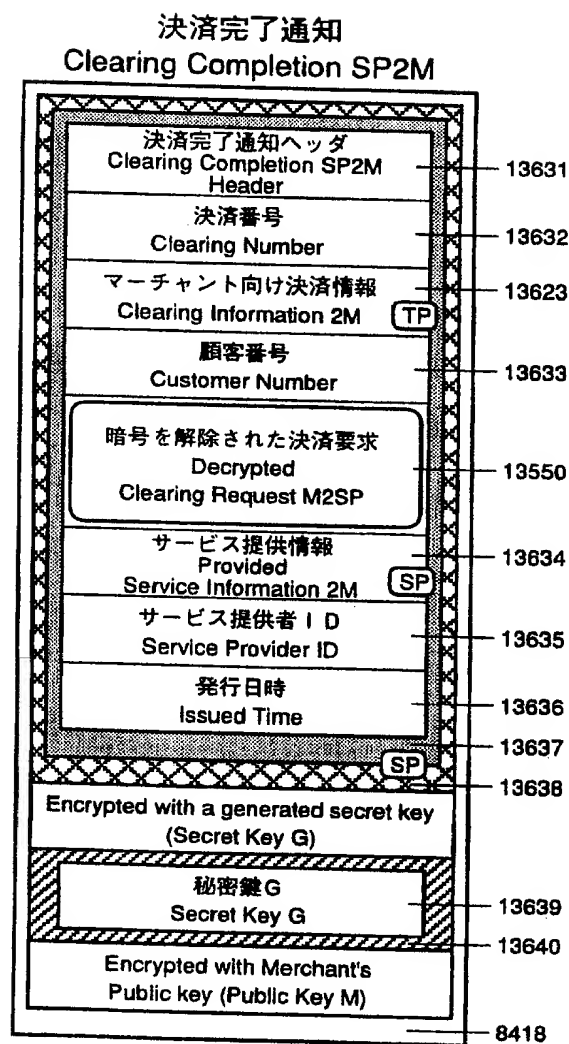 決済完了通知
Clearing Completion SP2M
決済完了通知ヘッダ
Clearing Completion SP2M
Header
13631
決済番号
Clearing Number
13632
マーチャント向け決済情報
Clearing Information 2M
TP
13623
顧客番号
Customer Number
13633
暗号を解除された決済要求
Decrypted
Clearing Request M2SP
13550
サービス提供情報
Provided
Service Information 2M
SP
13634
サービス提供者ID
Service Provider ID
13635
発行日時
Issued Time
13636
13637
SP
13638
Encrypted with a generated secret key
(Secret Key G)
秘密鍵G
Secret Key G
13639
13640
Encrypted with Merchant's
Public key (Public Key M)
8418